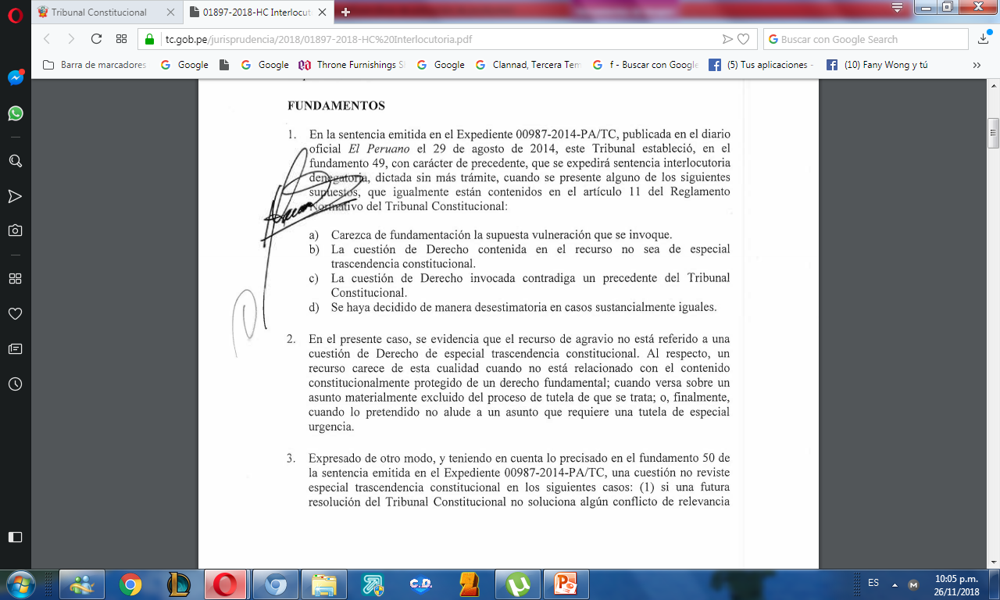 Tribunal Constitucional
01897-2018-HC Interlocuto
tc.gob.pe/jurisprudencia/2018/01897-2018-HC%20Interlocutoria.pdf
Buscar con Google Search
Barra de marcadores
Google
Google
Throne Furnishings S
Google
Clannad, Tercera Tem
f - Buscar con Google
(5) Tus aplicaciones -
(10) Fany Wong y tú
FUNDAMENTOS
1. En la sentencia emitida en el Expediente 00987-2014-PA/TC, publicada en el diario
oficial El Peruano el 29 de agosto de 2014, este Tribunal estableció, en el
fundamento 49, con carácter de precedente, que se expedirá sentencia interlocutoria
denegatoria, dictada sin más trámite, cuando se presente alguno de los siguientes
supuestos, que igualmente están contenidos en el artículo 11 del Reglamento
Normativo del Tribunal Constitucional:
a) Carezca de fundamentación la supuesta vulneración que se invoque.
b) La cuestión de Derecho contenida en el recurso no sea de especial
trascendencia constitucional.
c) La cuestión de Derecho invocada contradiga un precedente del Tribunal
Constitucional.
d) Se haya decidido de manera desestimatoria en casos sustancialmente iguales.
2. En el presente caso, se evidencia que el recurso de agravio no está referido a una
cuestión de Derecho de especial trascendencia constitucional. Al respecto, un
recurso carece de esta cualidad cuando no está relacionado con el contenido
constitucionalmente protegido de un derecho fundamental; cuando versa sobre un
asunto materialmente excluido del proceso de tutela de que se trata; o, finalmente,
cuando lo pretendido no alude a un asunto que requiere una tutela de especial
urgencia.
3. Expresado de otro modo, y teniendo en cuenta lo precisado en el fundamento 50 de
la sentencia emitida en el Expediente 00987-2014-PA/TC, una cuestión no reviste
especial trascendencia constitucional en los siguientes casos: (1) si una futura
resolución del Tribunal Constitucional no soluciona algún conflicto de relevancia
C.D.
ES
10:05 p.m.
26/11/2018